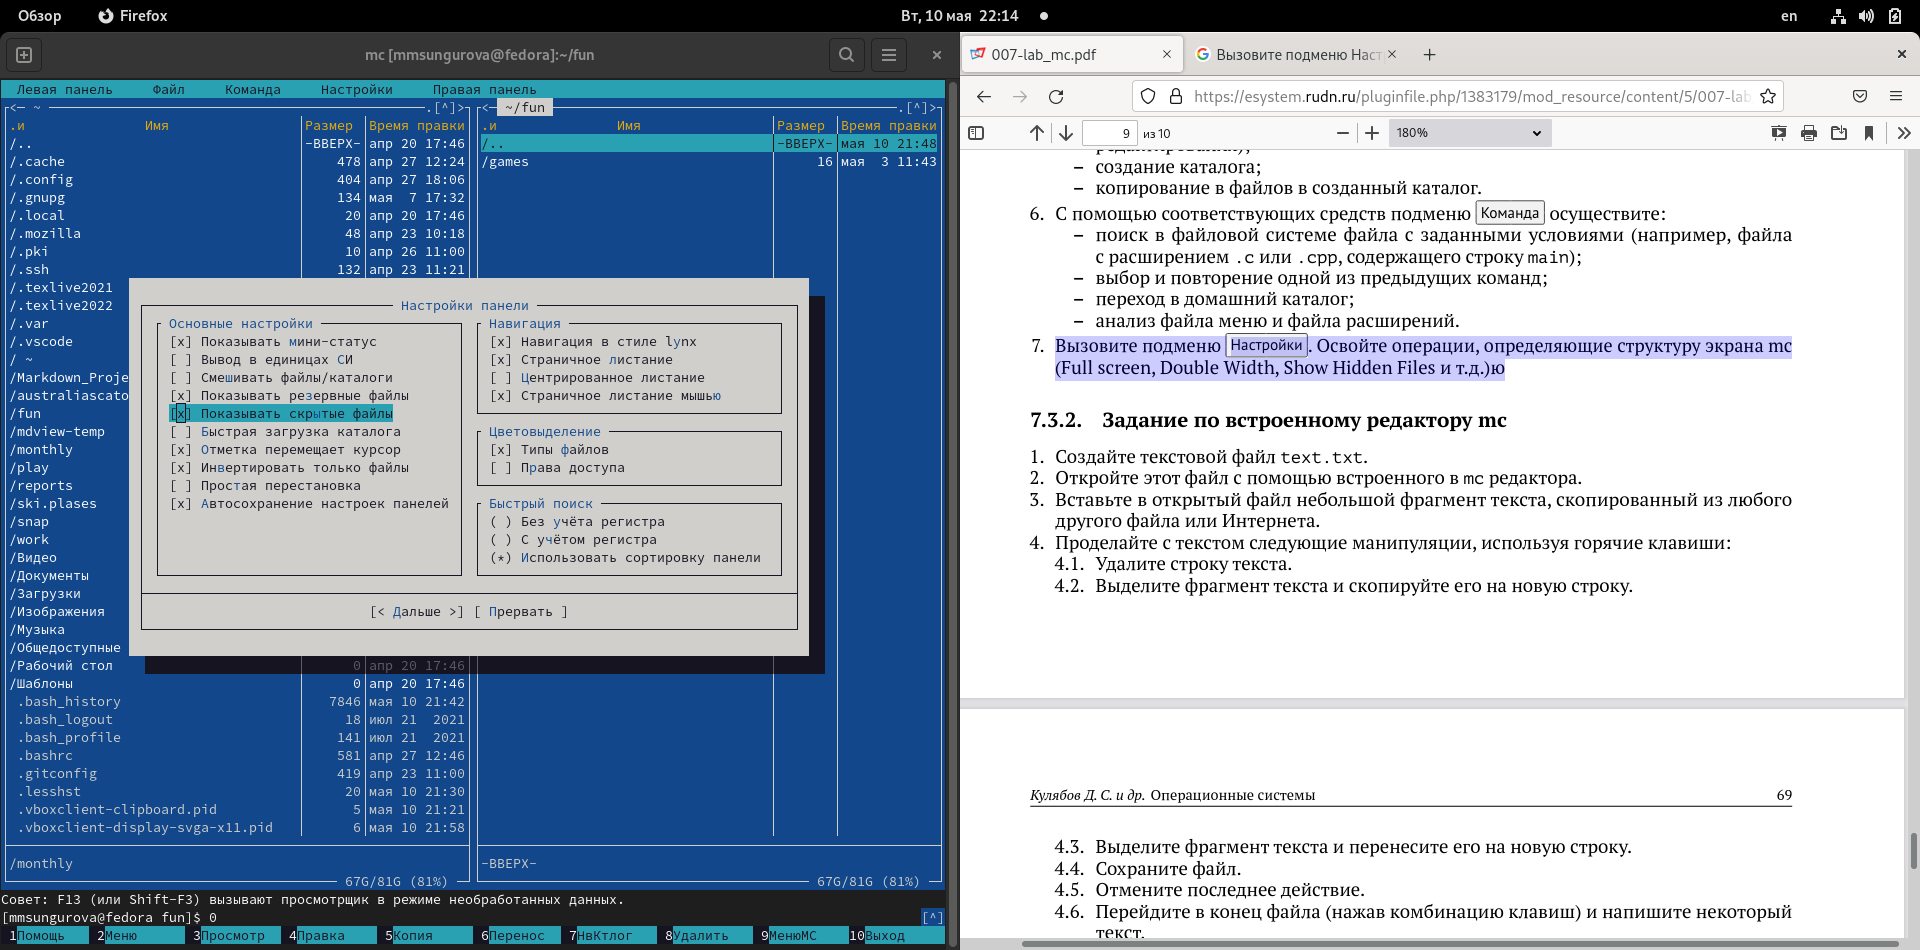 Обзор Firefox Вт, 10 мая 22:14 en
mc [mmsungurova@fedora]:~/fun
Левая панель Файл Команда Настройки Правая панель
<─ ~ .[^]>
.и Имя Размер Время правки
/.. -ВВЕРХ- апр 20 17:46
/.cache 478 апр 27 12:24
/.config 404 апр 27 18:06
/.gnupg 134 мая 7 17:32
/.local 20 апр 20 17:46
/.mozilla 48 апр 23 10:18
/.pki 10 апр 26 11:00
/.ssh 132 апр 23 11:21
/.texlive2021
/.texlive2022
/.var
/.vscode
/ ~
/Markdown_Proje
/australiascato
/fun
/mdview-temp
/monthly
/play
/reports
/ski.plases
/snap
/work
/Видео
/Документы
/Загрузки
/Изображения
/Музыка
/Общедоступные
/Рабочий стол 0 апр 20 17:46
/Шаблоны 0 апр 20 17:46
.bash_history 7846 мая 10 21:42
.bash_logout 18 июл 21 2021
.bash_profile 141 июл 21 2021
.bashrc 581 апр 27 12:46
.gitconfig 419 апр 23 11:00
.lesshst 20 мая 10 21:30
.vboxclient-clipboard.pid 5 мая 10 21:21
.vboxclient-display-svga-x11.pid 6 мая 10 21:58
/monthly
67G/81G (81%)
<─ ~/fun .[^]>
.и Имя Размер Время правки
/.. -ВВЕРХ- мая 10 21:48
/games 16 мая 3 11:43
-ВВЕРХ-
67G/81G (81%)
Настройки панели
Основные настройки
[x] Показывать мини-статус
[ ] Вывод в единицах СИ
[ ] Смешивать файлы/каталоги
[x] Показывать резервные файлы
[x] Показывать скрытые файлы
[ ] Быстрая загрузка каталога
[x] Отметка перемещает курсор
[x] Инвертировать только файлы
[ ] Простая перестановка
[x] Автосохранение настроек панелей
Навигация
[x] Навигация в стиле lynx
[x] Страничное листание
[ ] Центрированное листание
[x] Страничное листание мышью
Цветовыделение
[x] Типы файлов
[ ] Права доступа
Быстрый поиск
( ) Без учёта регистра
( ) С учётом регистра
(*) Использовать сортировку панели
[< Дальше >] [ Прервать ]
Совет: F13 (или Shift-F3) вызывают просмотрщик в режиме необработанных данных.
[mmsungurova@fedora fun]$ 0 [^]
1Помощь 2Меню 3Просмотр 4Правка 5Копия 6Перенос 7НвКтлог 8Удалить 9МенюMC 10Выход
007-lab_mc.pdf Вызовите подменю Наст
https://esystem.rudn.ru/pluginfile.php/1383179/mod_resource/content/5/007-lab
9 из 10 180%
– создание каталога;
– копирование в файлов в созданный каталог.
6. С помощью соответствующих средств подменю Команда осуществите:
– поиск в файловой системе файла с заданными условиями (например, файла
с расширением .c или .cpp, содержащего строку main);
– выбор и повторение одной из предыдущих команд;
– переход в домашний каталог;
– анализ файла меню и файла расширений.
7. Вызовите подменю Настройки. Освойте операции, определяющие структуру экрана mc
(Full screen, Double Width, Show Hidden Files и т.д.)ю
7.3.2. Задание по встроенному редактору mc
1. Создайте текстовой файл text.txt.
2. Откройте этот файл с помощью встроенного в mc редактора.
3. Вставьте в открытый файл небольшой фрагмент текста, скопированный из любого
другого файла или Интернета.
4. Проделайте с текстом следующие манипуляции, используя горячие клавиши:
4.1. Удалите строку текста.
4.2. Выделите фрагмент текста и скопируйте его на новую строку.
Кулябов Д. С. и др. Операционные системы 69
4.3. Выделите фрагмент текста и перенесите его на новую строку.
4.4. Сохраните файл.
4.5. Отмените последнее действие.
4.6. Перейдите в конец файла (нажав комбинацию клавиш) и напишите некоторый
текст.